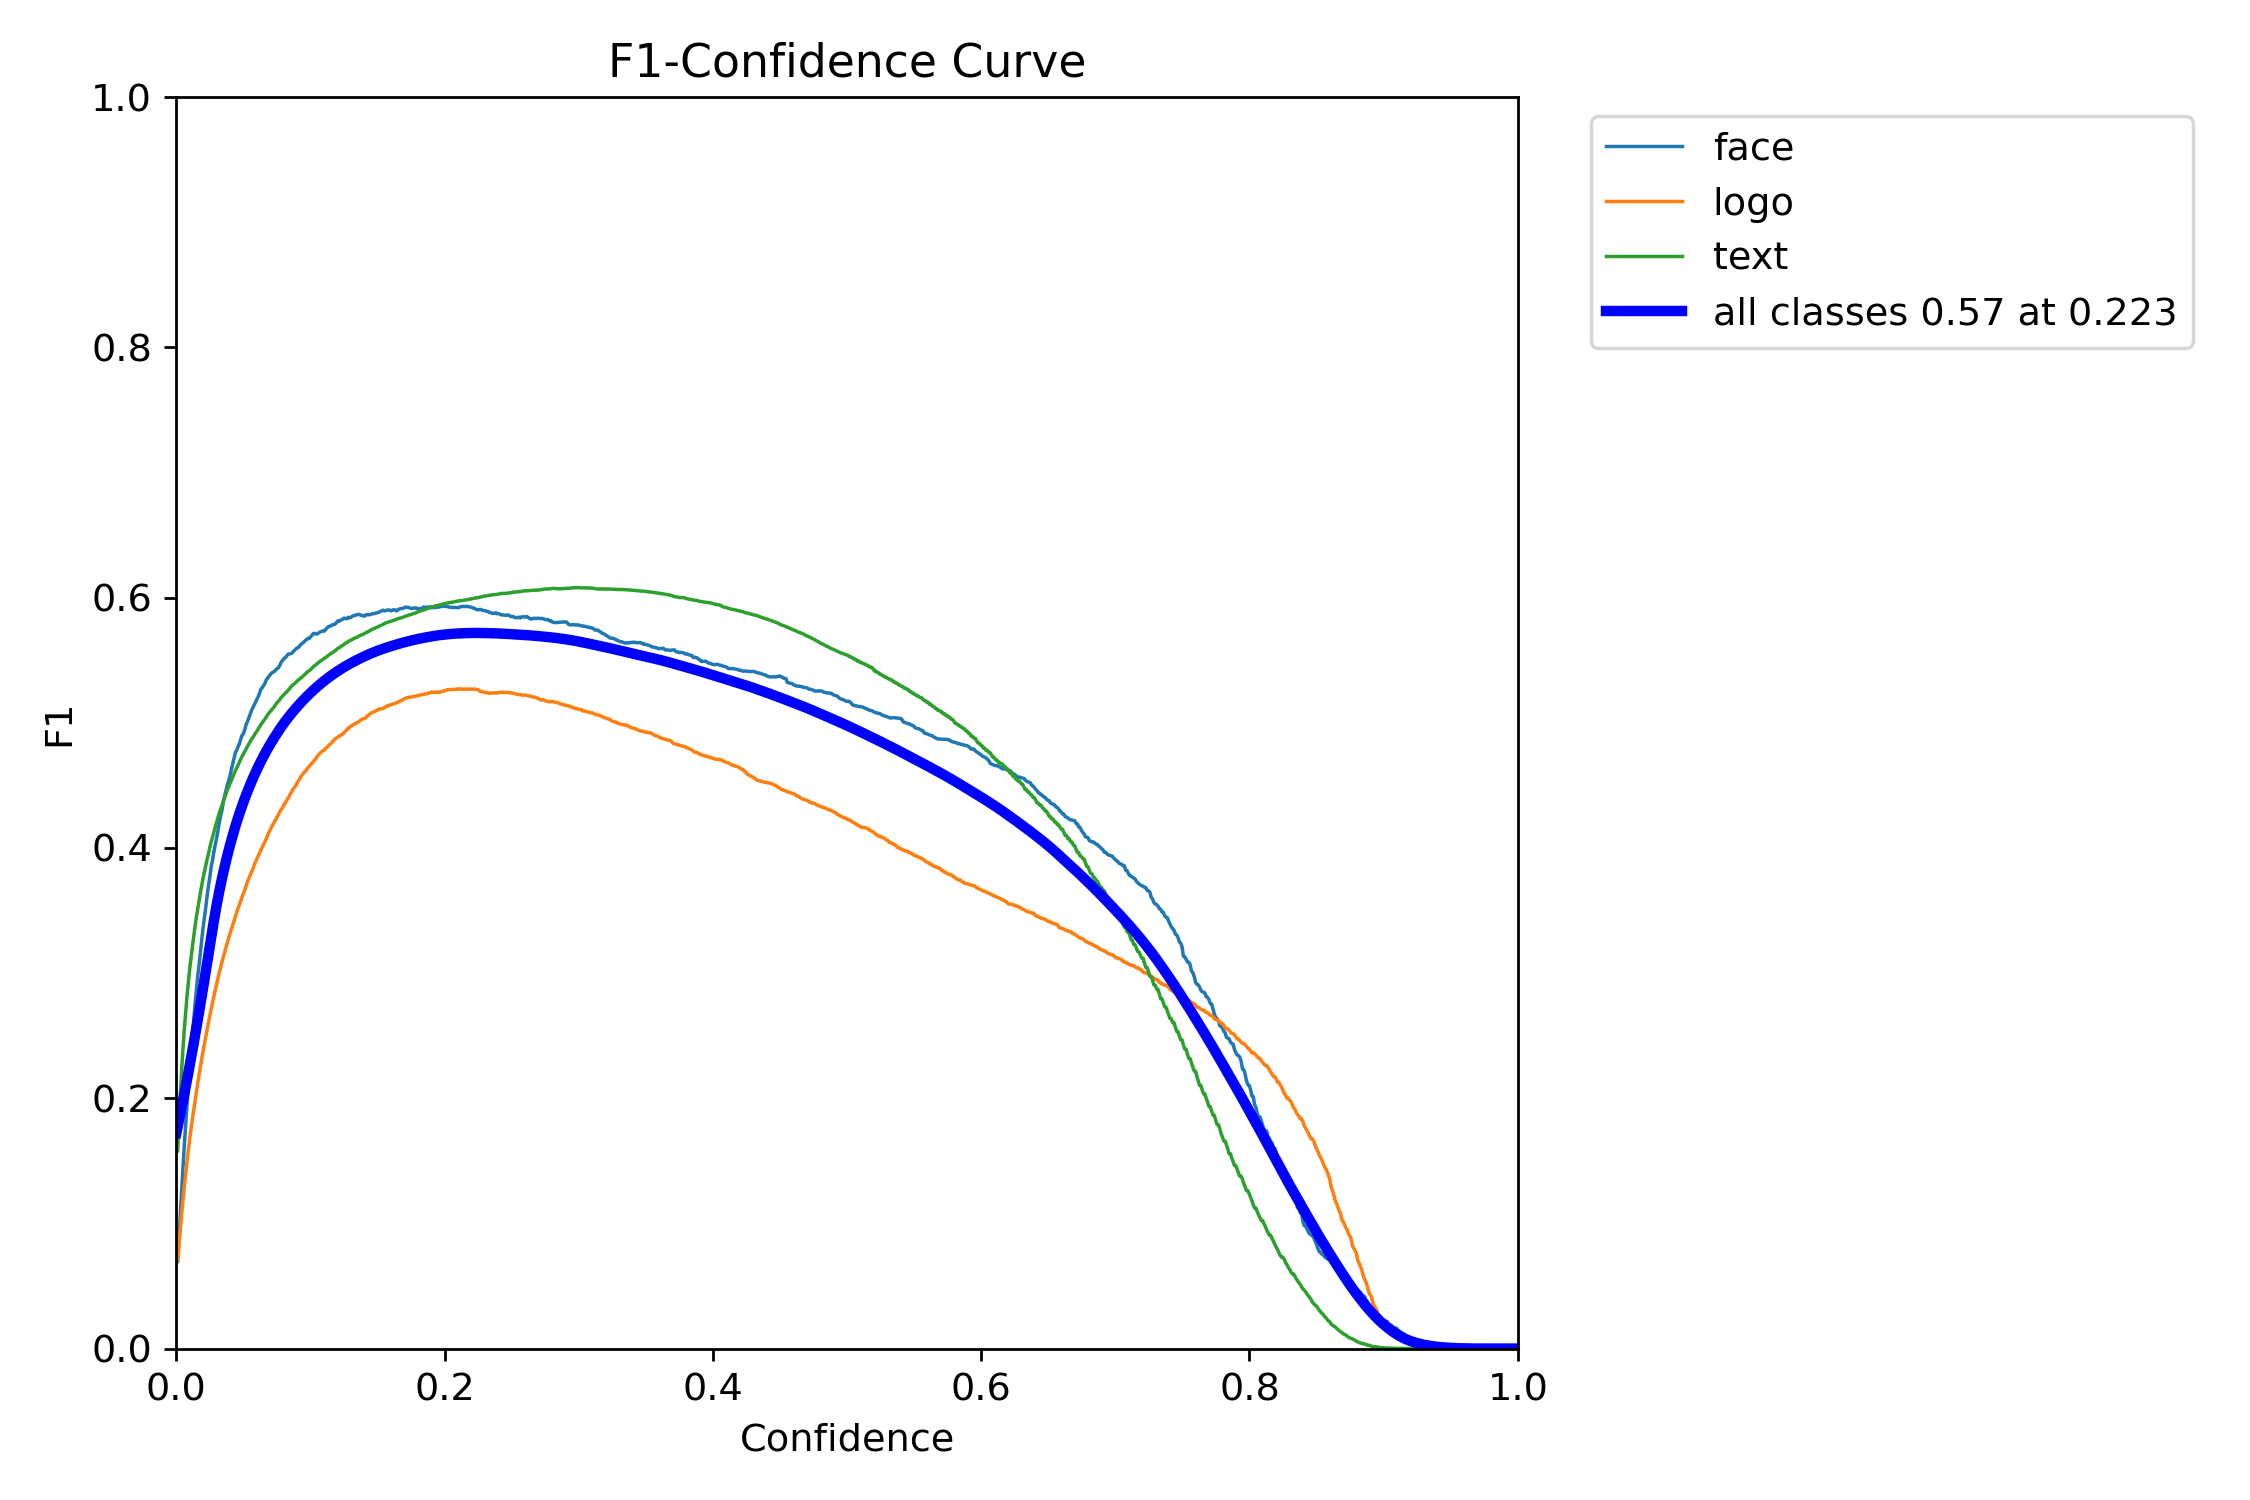 F1-Confidence Curve
1.0
0.8
0.6
0.4
0.2
0.0
F1
0.0 0.2 0.4 0.6 0.8 1.0
Confidence
face
logo
text
all classes 0.57 at 0.223